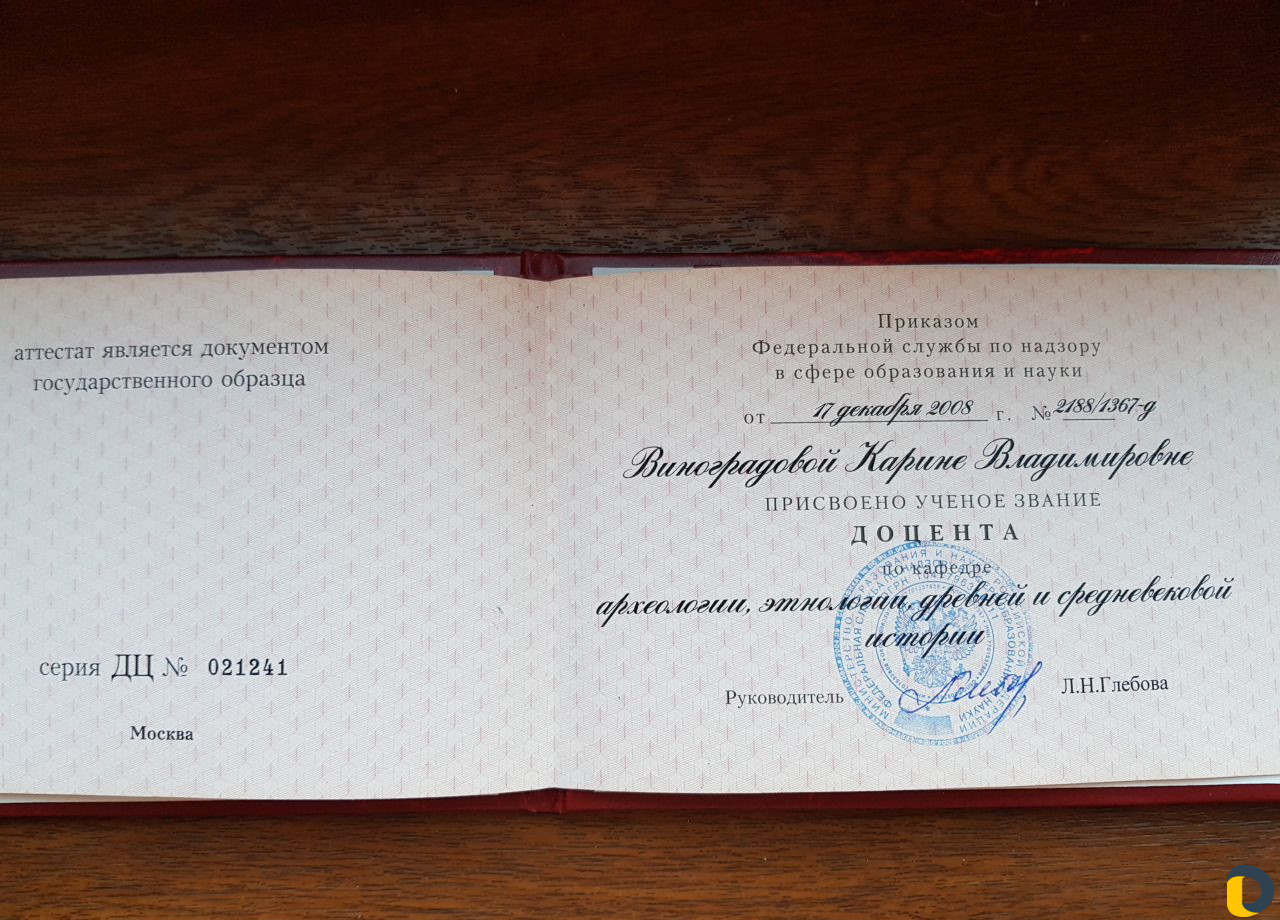 аттестат является документом
государственного образца
серия ДЦ № 021241
Москва
Приказом
Федеральной службы по надзору
в сфере образования и науки
от 17 декабря 2008 г. № 2188/1367-д
Виноградовой Карине Владимировне
ПРИСВОЕНО УЧЕНОЕ ЗВАНИЕ
ДОЦЕНТА
по кафедре
археологии, этнологии, древней и средневековой
истории
Руководитель Л.Н.Глебова